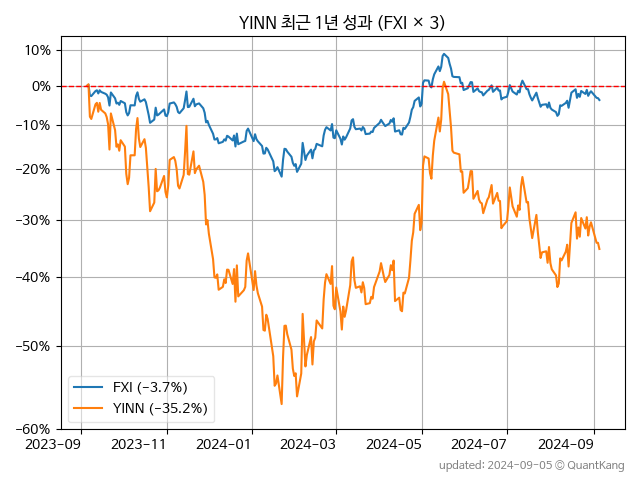 YINN 최근 1년 성과 (FXI × 3)
10%
0%
−10%
−20%
−30%
−40%
−50%
−60%
FXI (−3.7%)
YINN (−35.2%)
2023−09 2023−11 2024−01 2024−03 2024−05 2024−07 2024−09
updated: 2024-09-05 © QuantKang